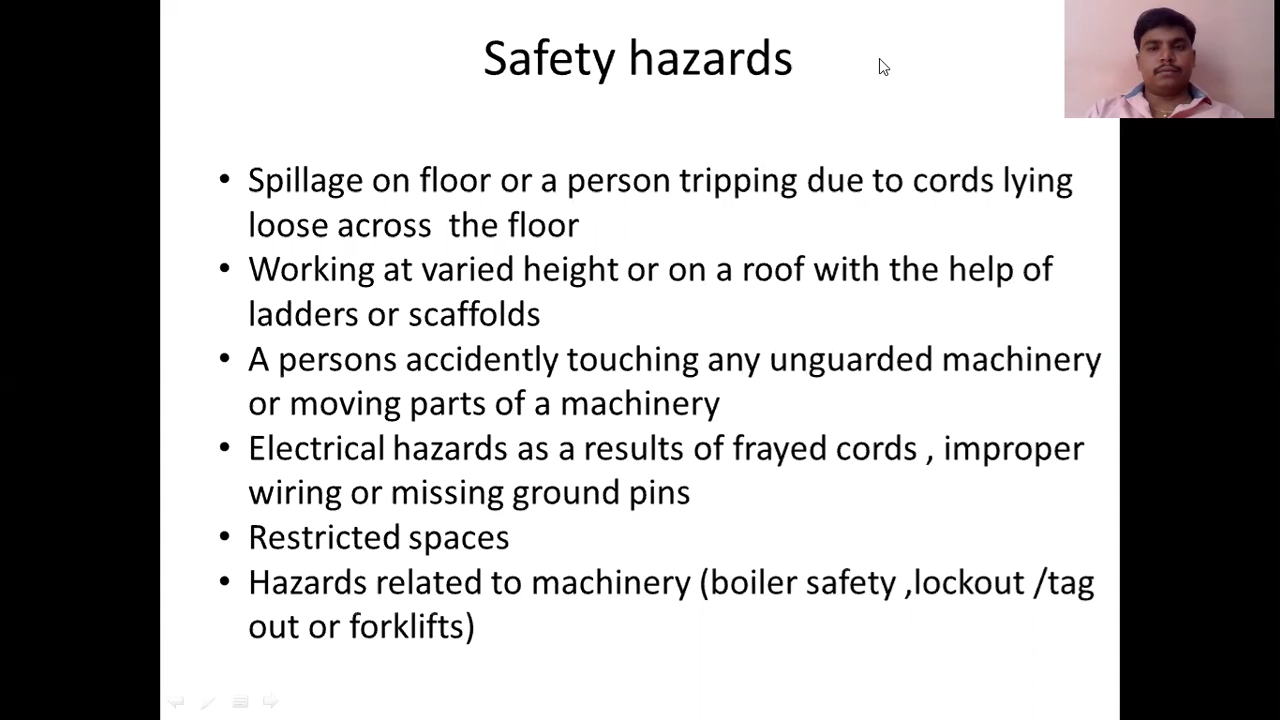 Safety hazards
• Spillage on floor or a person tripping due to cords lying
loose across  the floor
• Working at varied height or on a roof with the help of
ladders or scaffolds
• A persons accidently touching any unguarded machinery
or moving parts of a machinery
• Electrical hazards as a results of frayed cords , improper
wiring or missing ground pins
• Restricted spaces
• Hazards related to machinery (boiler safety ,lockout /tag
out or forklifts)